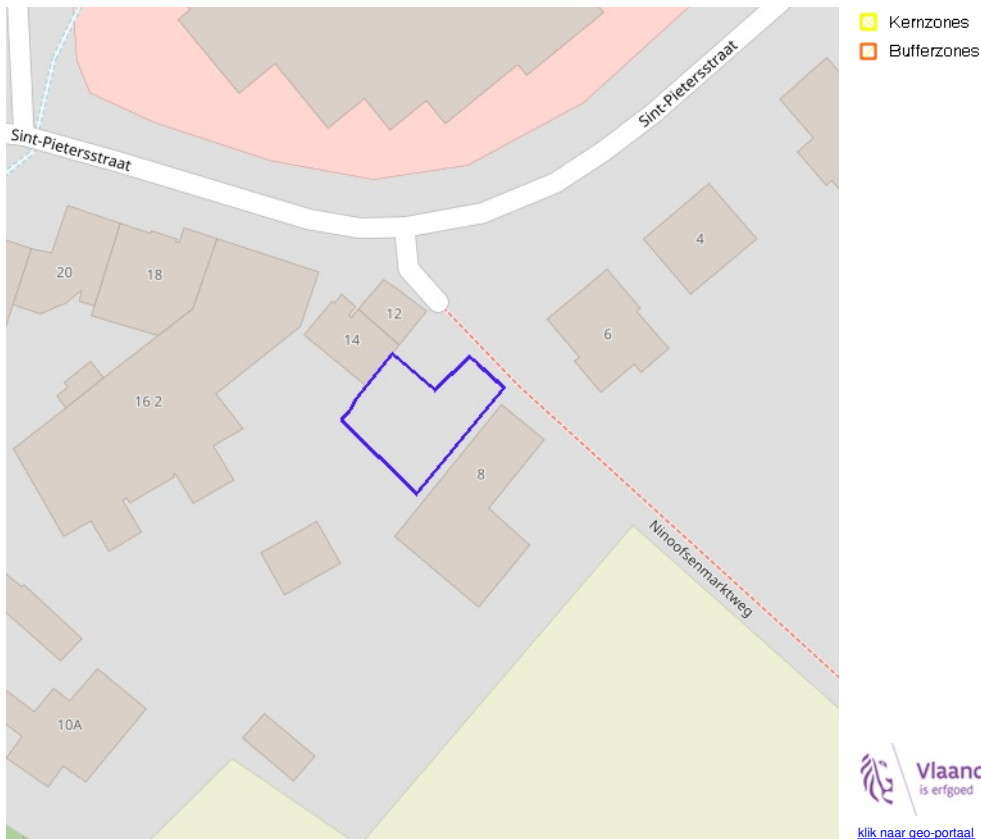 Kernzones
Bufferzones
Sint-Pietersstraat
Sint-Pietersstraat
4
20
18
12
14
6
16 2
8
Ninoofsenmarktweg
10A
Vlaand
is erfgoed
klik naar geo-portaal